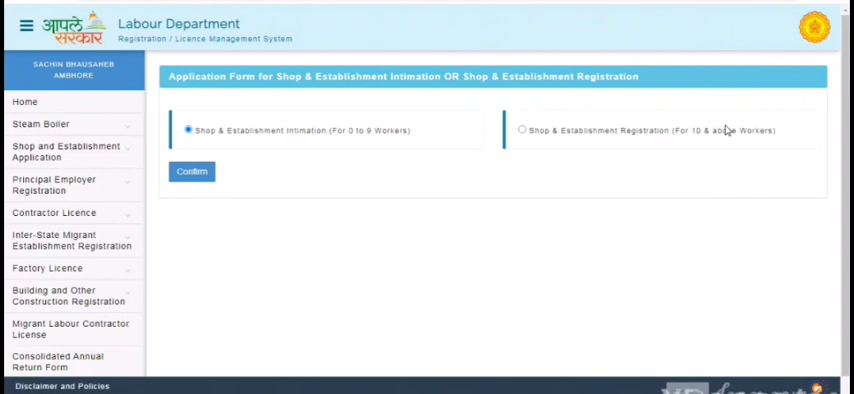 आपले
सरकार
Labour Department
Registration / Licence Management System
SACHIN BHAUSAHEB
AMBHORE
Home
Steam Boiler
Shop and Establishment
Application
Principal Employer
Registration
Contractor Licence
Inter-State Migrant
Establishment Registration
Factory Licence
Building and Other
Construction Registration
Migrant Labour Contractor
License
Consolidated Annual
Return Form
Application Form for Shop & Establishment Intimation OR Shop & Establishment Registration
Shop & Establishment Intimation (For 0 to 9 Workers)
Shop & Establishment Registration (For 10 & above Workers)
Confirm
Disclaimer and Policies